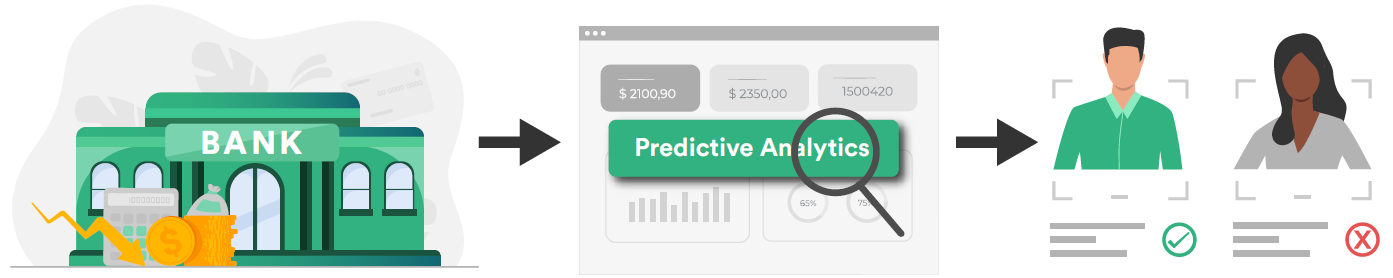 BANK
$ 2100,90
$ 2350,00
1500420
Predictive Analytics
65%
75%